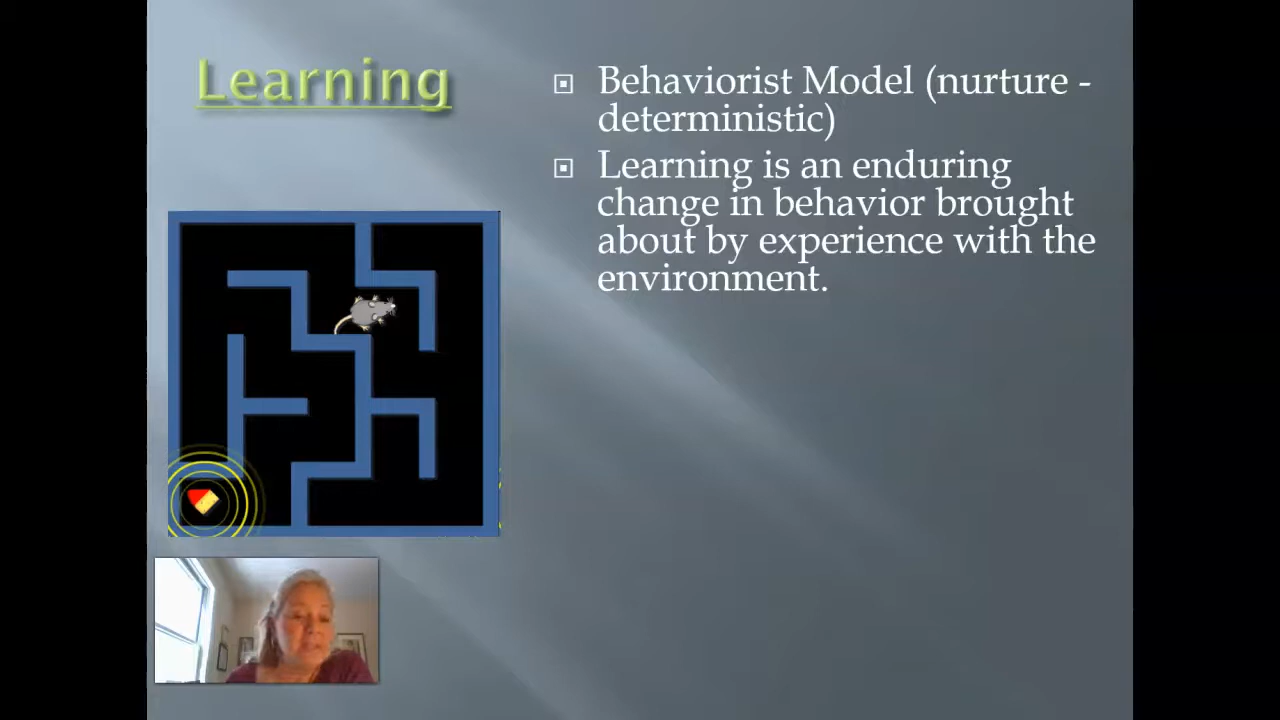 Learning
Behaviorist Model (nurture -
deterministic)
Learning is an enduring
change in behavior brought
about by experience with the
environment.